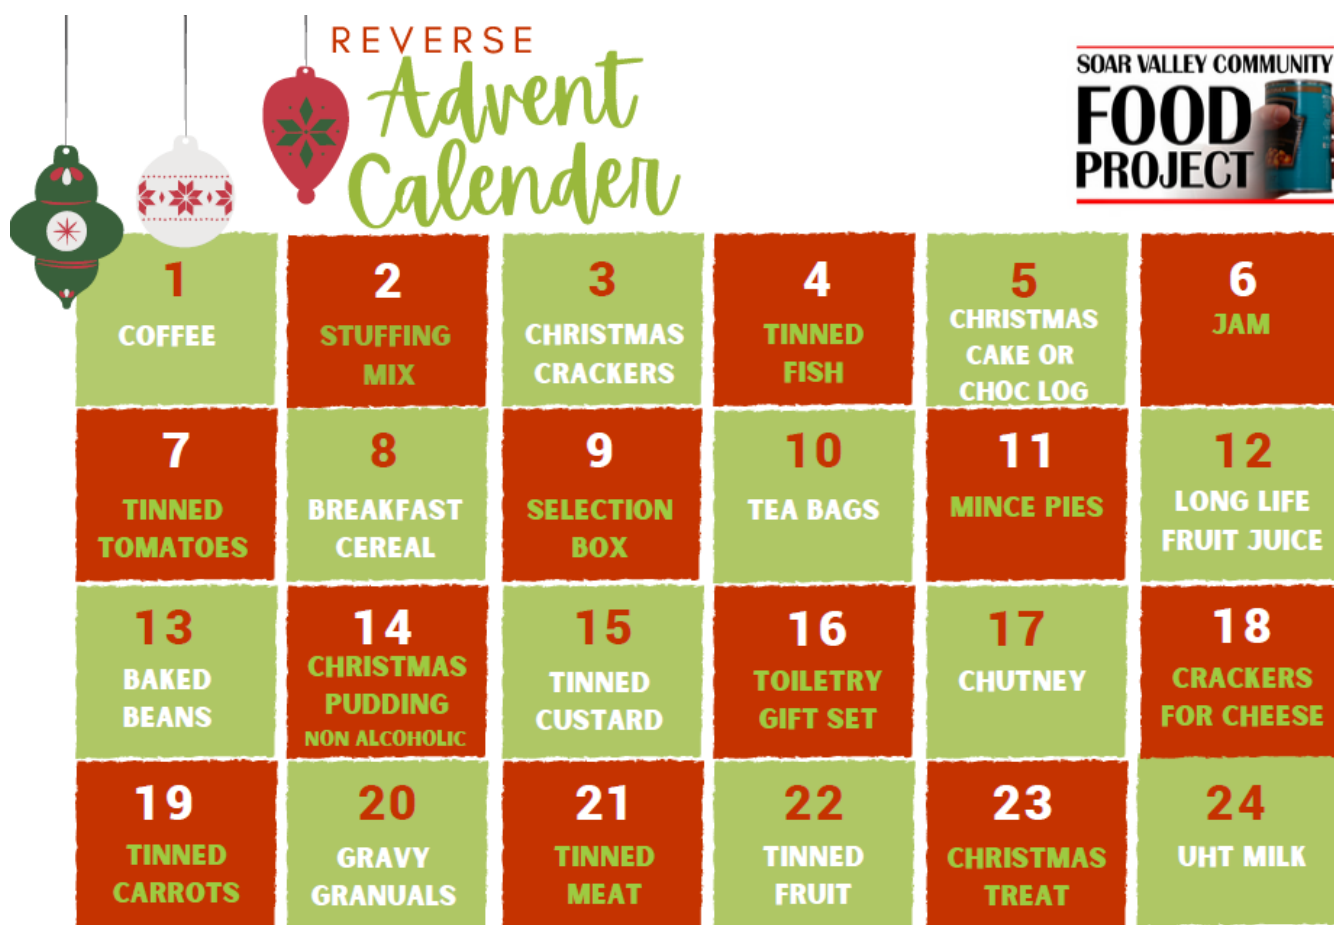 REVERSE
Advent
Calender
SOAR VALLEY COMMUNITY
FOOD
PROJECT
1
COFFEE
2
STUFFING
MIX
3
CHRISTMAS
CRACKERS
4
TINNED
FISH
5
CHRISTMAS
CAKE OR
CHOC LOG
6
JAM
7
TINNED
TOMATOES
8
BREAKFAST
CEREAL
9
SELECTION
BOX
10
TEA BAGS
11
MINCE PIES
12
LONG LIFE
FRUIT JUICE
13
BAKED
BEANS
14
CHRISTMAS
PUDDING
NON ALCOHOLIC
15
TINNED
CUSTARD
16
TOILETRY
GIFT SET
17
CHUTNEY
18
CRACKERS
FOR CHEESE
19
TINNED
CARROTS
20
GRAVY
GRANUALS
21
TINNED
MEAT
22
TINNED
FRUIT
23
CHRISTMAS
TREAT
24
UHT MILK